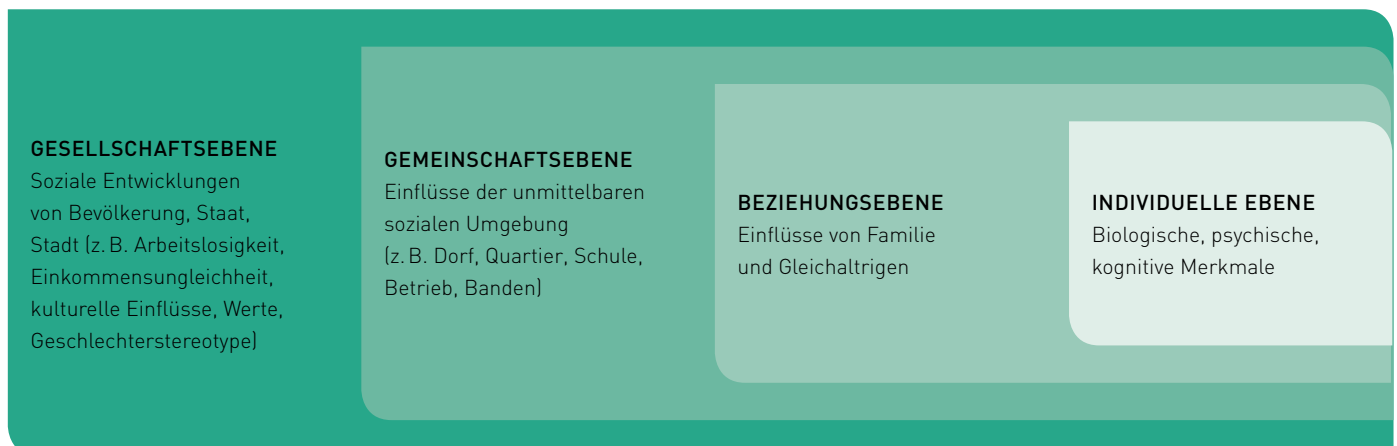 GESELLSCHAFTSEBENE
Soziale Entwicklungen
von Bevölkerung, Staat,
Stadt (z. B. Arbeitslosigkeit,
Einkommensungleichheit,
kulturelle Einflüsse, Werte,
Geschlechterstereotype)
GEMEINSCHAFTSEBENE
Einflüsse der unmittelbaren
sozialen Umgebung
(z. B. Dorf, Quartier, Schule,
Betrieb, Banden)
BEZIEHUNGSEBENE
Einflüsse von Familie
und Gleichaltrigen
INDIVIDUELLE EBENE
Biologische, psychische,
kognitive Merkmale